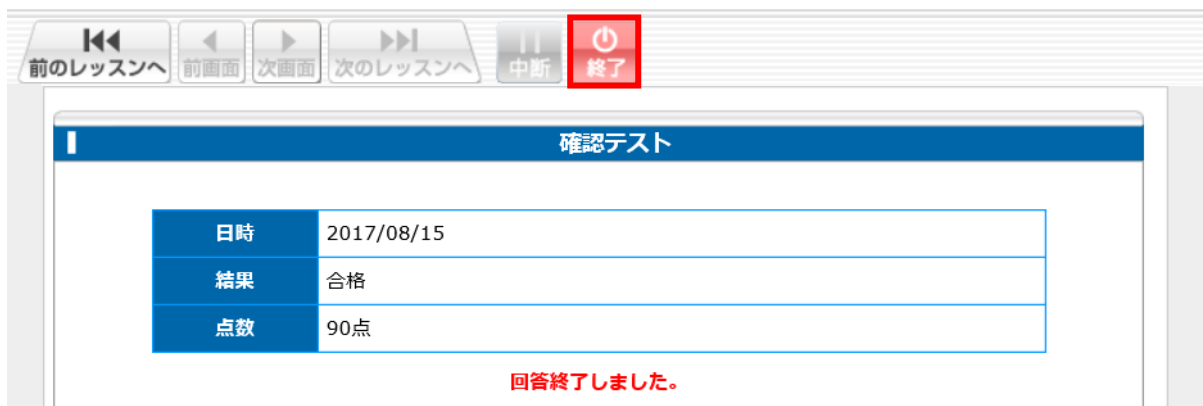 前のレッスンへ 前画面 次画面 次のレッスンへ 中断 終了
確認テスト
日時 2017/08/15
結果 合格
点数 90点
回答終了しました。